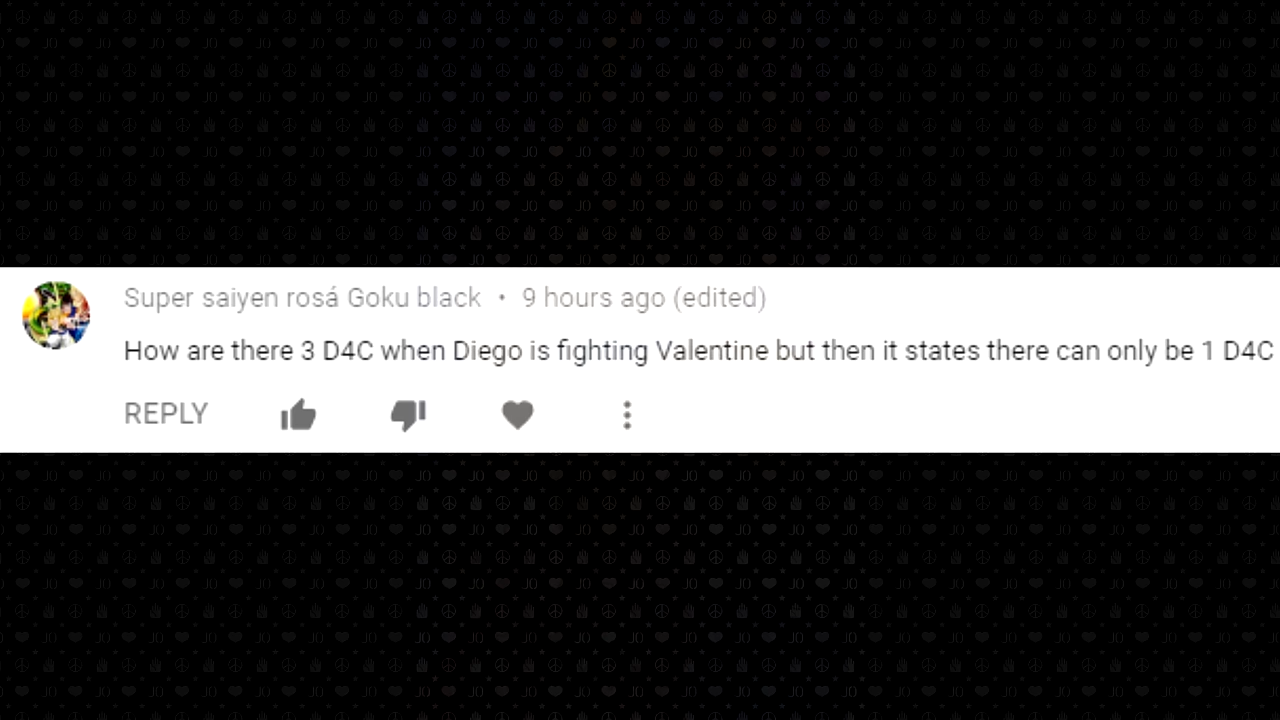 Super saiyen rosá Goku black • 9 hours ago (edited)
How are there 3 D4C when Diego is fighting Valentine but then it states there can only be 1 D4C
REPLY